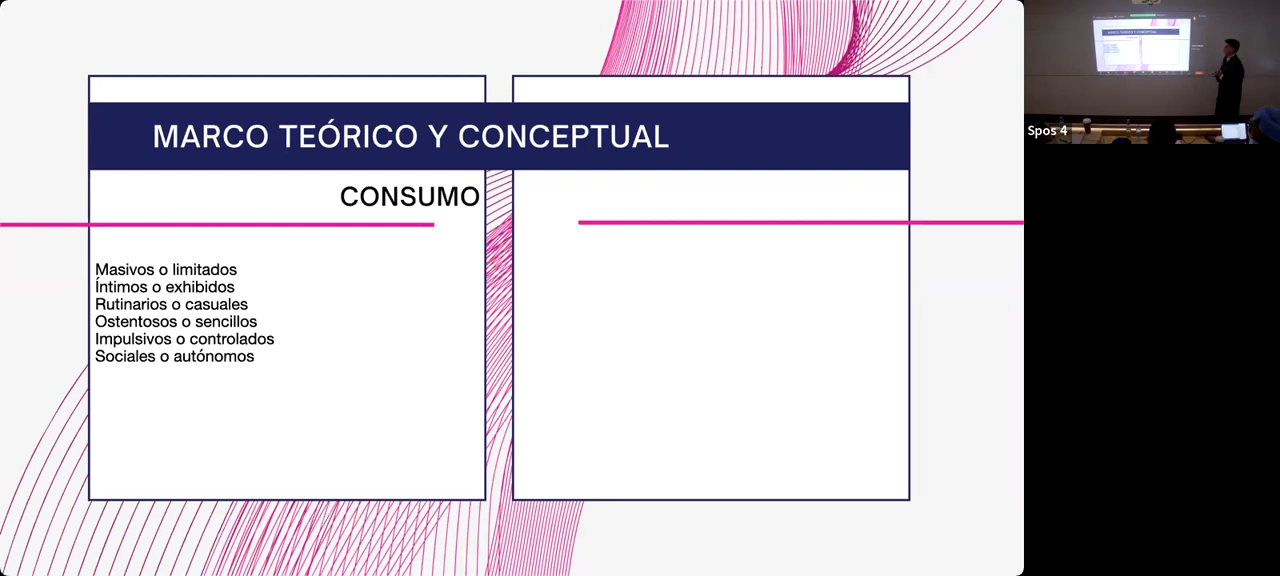 MARCO TEÓRICO Y CONCEPTUAL
CONSUMO
Masivos o limitados
Íntimos o exhibidos
Rutinarios o casuales
Ostentosos o sencillos
Impulsivos o controlados
Sociales o autónomos
Spos 4